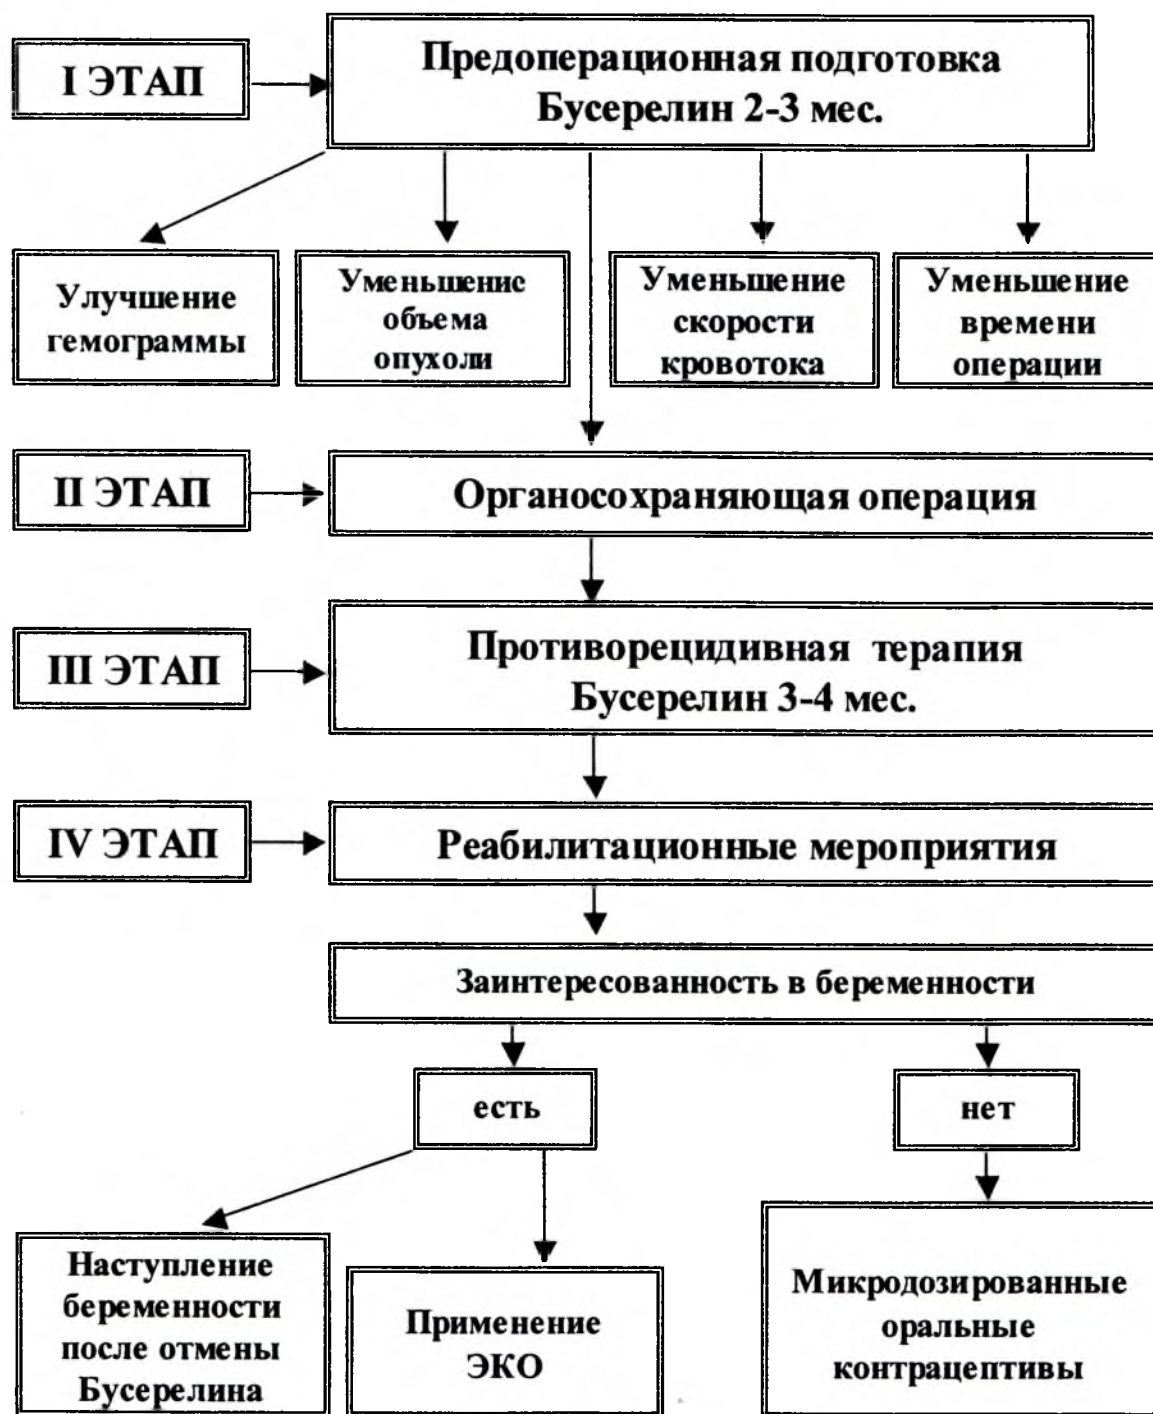 I ЭТАП
Предоперационная подготовка
Бусерелин 2-3 мес.
Улучшение
гемограммы
Уменьшенис
объема
опухоли
Уменьшение
скорости
кровотока
Уменьшение
времени
операции
II ЭТАП
Органосохраняющая операция
III ЭТАП
Противорецидивная терапия
Бусерелин 3-4 мес.
IV ЭТАП
Реабилитационные мероприятия
Заинтересованность в беременности
есть
нет
Наступление
беременности
после отмены
Бусерелина
Применение
ЭКО
Микродозированные
оральные
контрацептивы